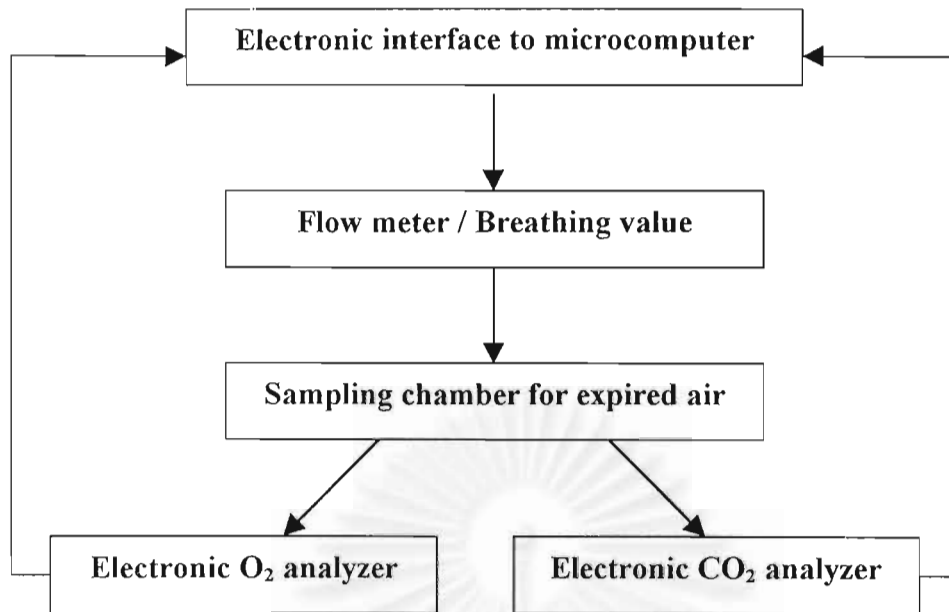 Electronic interface to microcomputer
Flow meter / Breathing value
Sampling chamber for expired air
Electronic O₂ analyzer
Electronic CO₂ analyzer